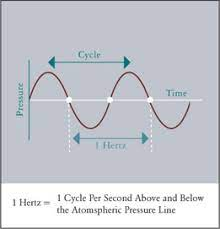 Cycle
Pressure
Time
1 Hertz
1 Hertz = 1 Cycle Per Second Above and Below
the Atomspheric Pressure Line